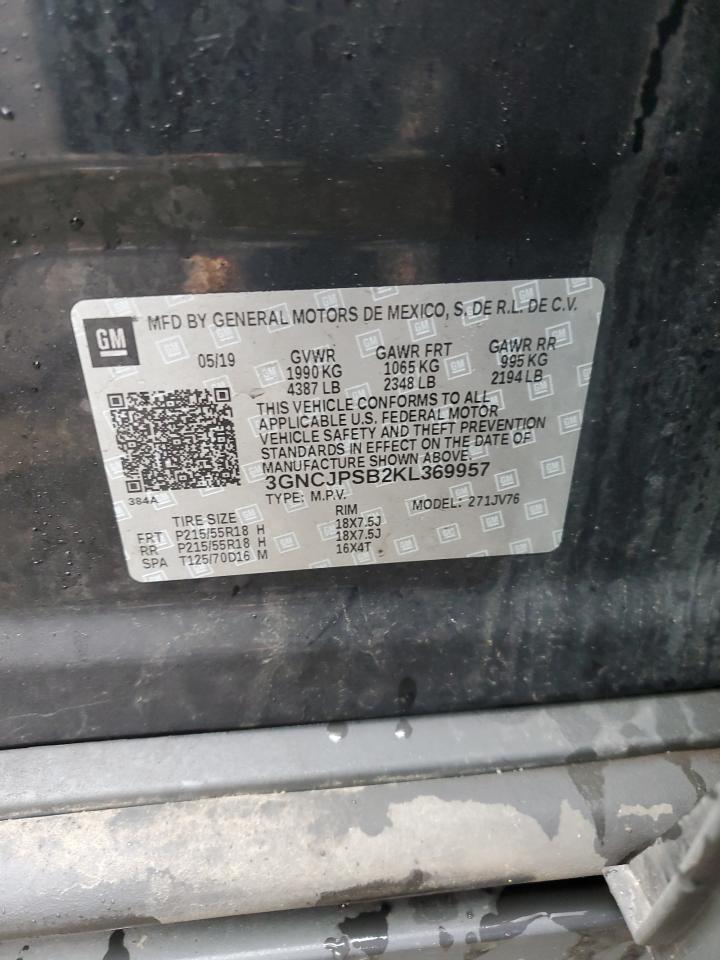 GM MFD BY GENERAL MOTORS DE MEXICO, S. DE R.L. DE C.V.
05/19 GVWR GAWR FRT GAWR RR
1990 KG 1065 KG 995 KG
4387 LB 2348 LB 2194 LB
THIS VEHICLE CONFORMS TO ALL
APPLICABLE U.S. FEDERAL MOTOR
VEHICLE SAFETY AND THEFT PREVENTION
STANDARDS IN EFFECT ON THE DATE OF
MANUFACTURE SHOWN ABOVE.
384A
3GNCJPSB2KL369957
TYPE: M.P.V. MODEL: 271JV76
TIRE SIZE RIM
FRT P215/55R18 H 18X7.5J
RR P215/55R18 H 18X7.5J
SPA T125/70D16 M 16X4T